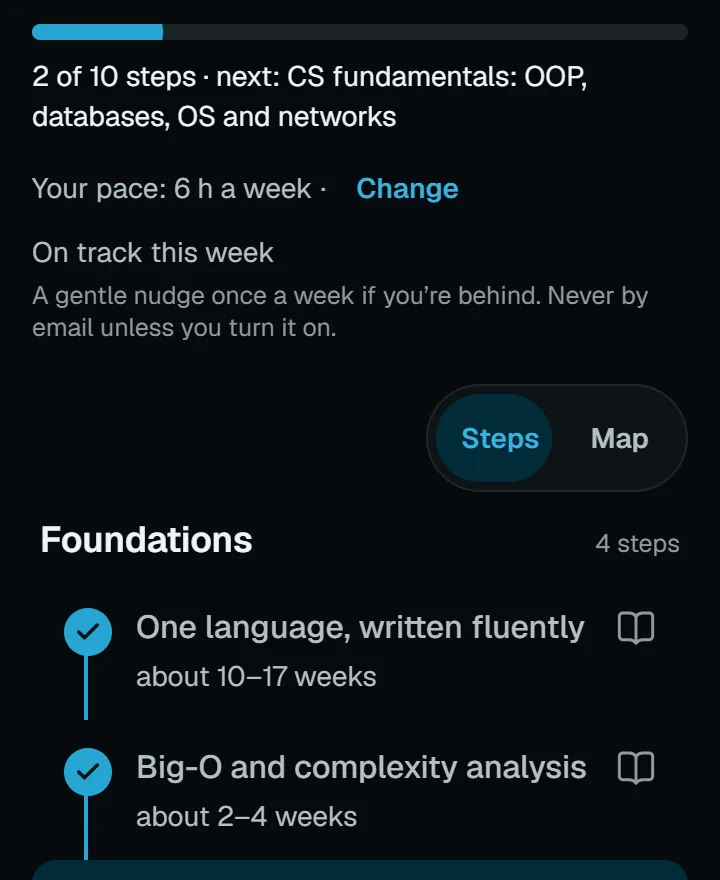 2 of 10 steps · next: CS fundamentals: OOP,
databases, OS and networks
Your pace: 6 h a week · Change
On track this week
A gentle nudge once a week if you’re behind. Never by
email unless you turn it on.
Steps Map
Foundations 4 steps
One language, written fluently
about 10–17 weeks
Big-O and complexity analysis
about 2–4 weeks